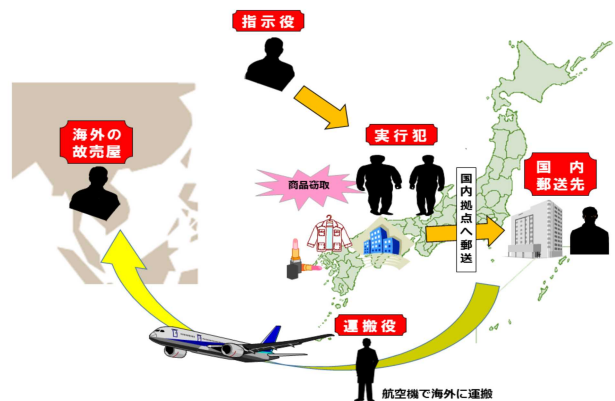 指示役
海外の
故売屋
実行犯
商品窃取
国内拠点へ郵送
国内
郵送先
運搬役
航空機で海外に運搬